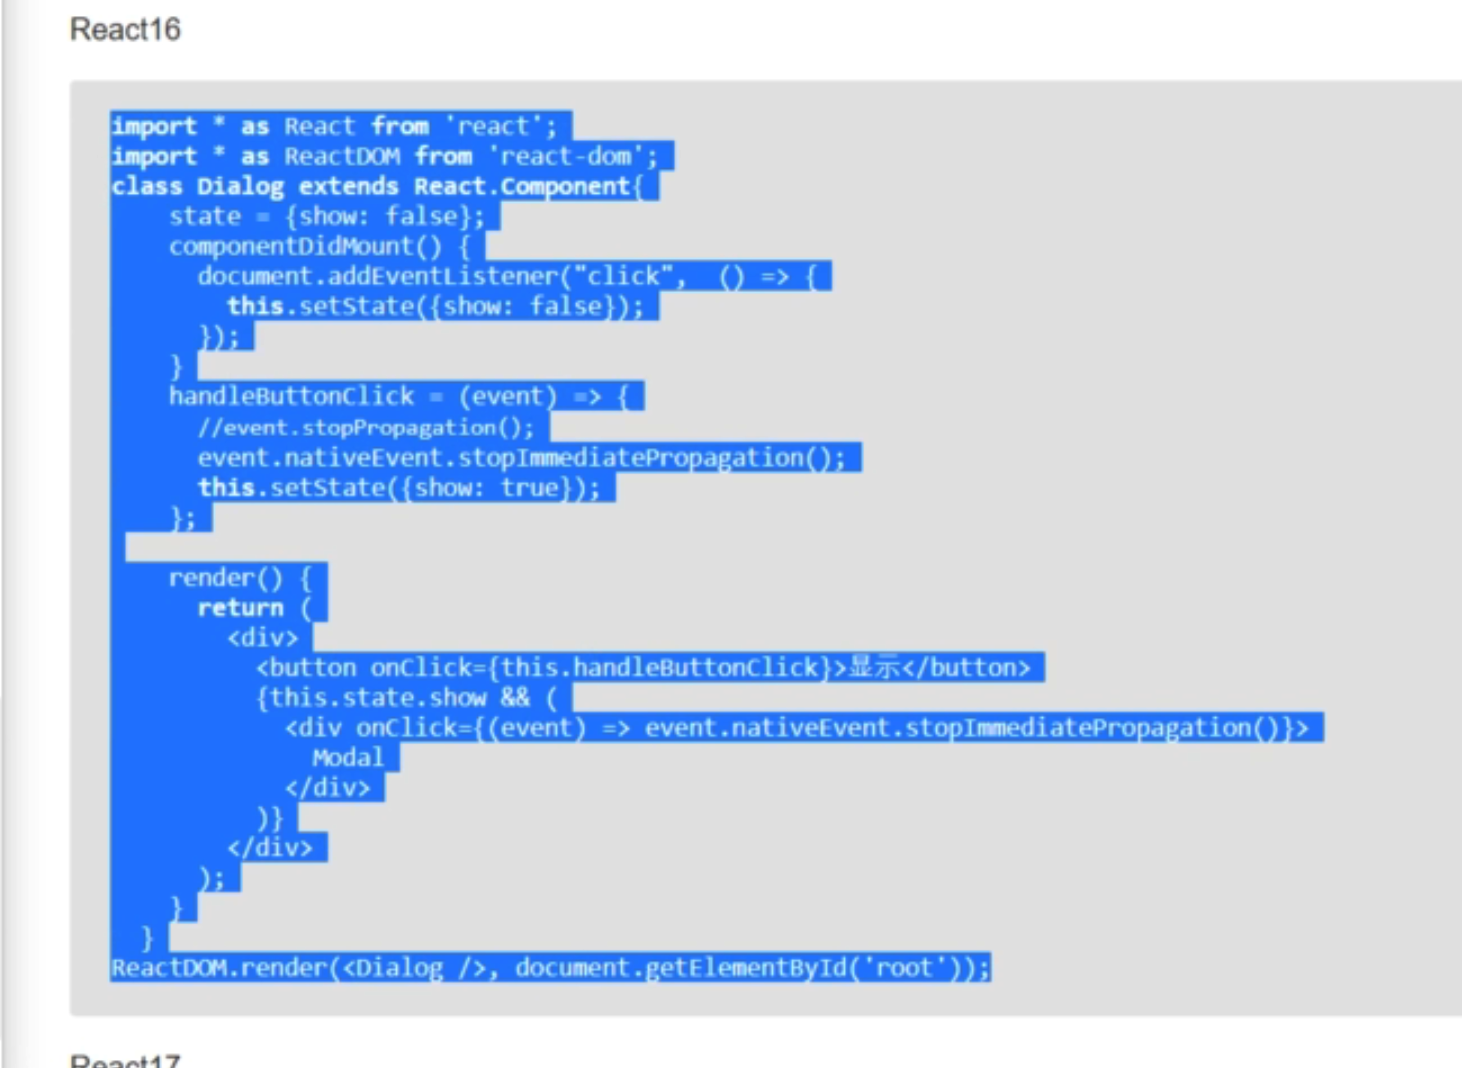 React16
import * as React from 'react';
import * as ReactDOM from 'react-dom';
class Dialog extends React.Component{
    state = {show: false};
    componentDidMount() {
      document.addEventListener("click",  () => {
        this.setState({show: false});
      });
    }
    handleButtonClick = (event) => {
      //event.stopPropagation();
      event.nativeEvent.stopImmediatePropagation();
      this.setState({show: true});
    };
    render() {
      return (
        <div>
          <button onClick={this.handleButtonClick}>显示</button>
          {this.state.show && (
            <div onClick={(event) => event.nativeEvent.stopImmediatePropagation()}>
              Modal
            </div>
          )}
        </div>
      );
    }
  }
ReactDOM.render(<Dialog />, document.getElementById('root'));
React17